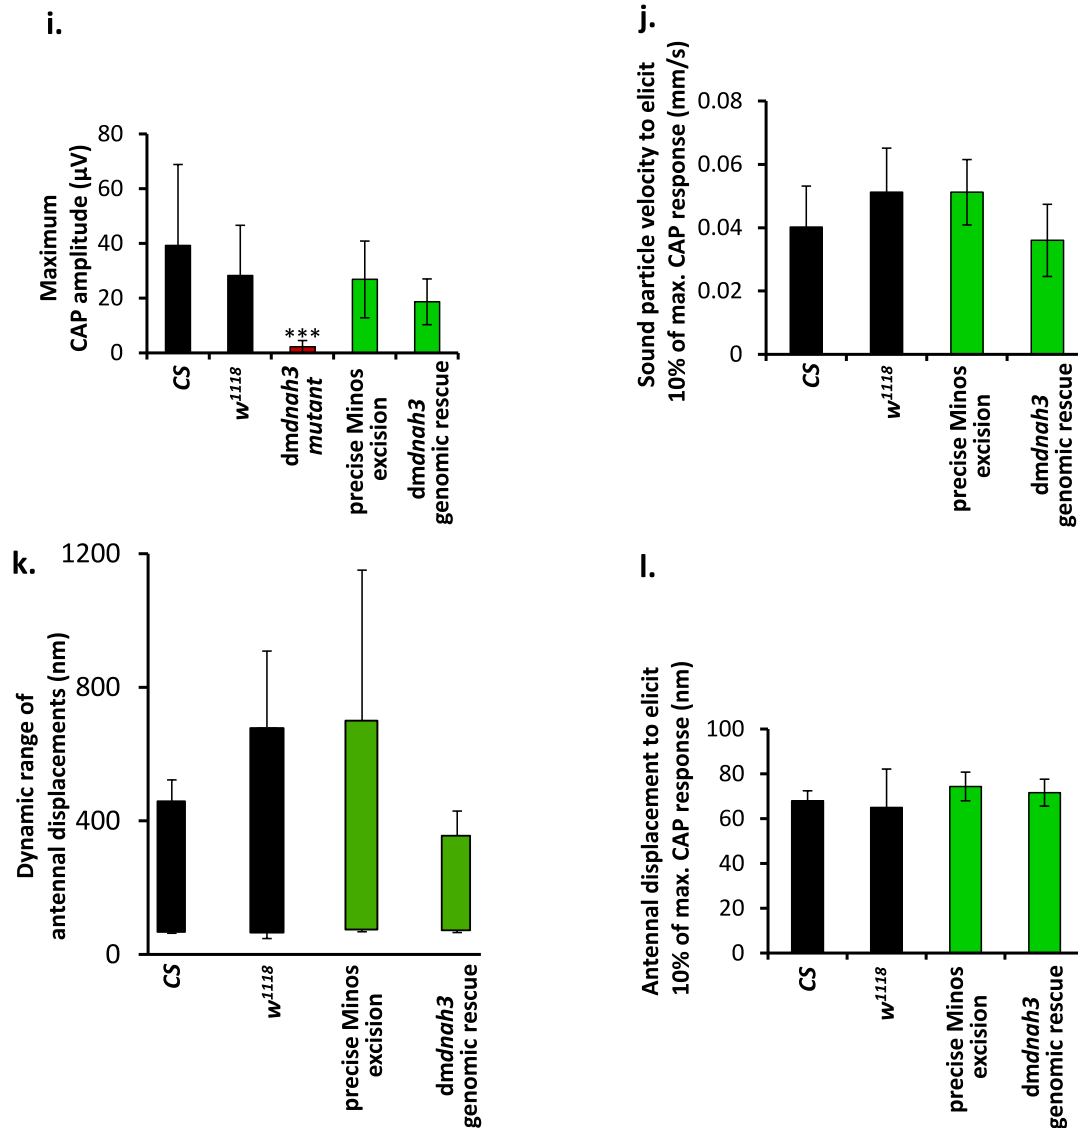 i.
Maximum
CAP amplitude (µV)
80
60
40
20
0
***
CS
w1118
dmdnah3
mutant
precise Minos
excision
dmdnah3
genomic rescue
j.
Sound particle velocity to elicit
10% of max. CAP response (mm/s)
0.08
0.06
0.04
0.02
0
CS
w1118
precise Minos
excision
dmdnah3
genomic rescue
k.
Dynamic range of
antennal displacements (nm)
1200
800
400
0
CS
w1118
precise Minos
excision
dmdnah3
genomic rescue
l.
Antennal displacement to elicit
10% of max. CAP response (nm)
100
80
60
40
20
0
CS
w1118
precise Minos
excision
dmdnah3
genomic rescue